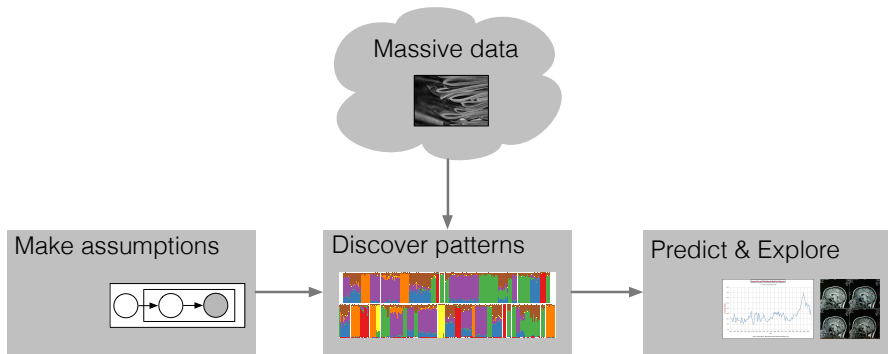 Massive data
Make assumptions
Discover patterns
Predict & Explore